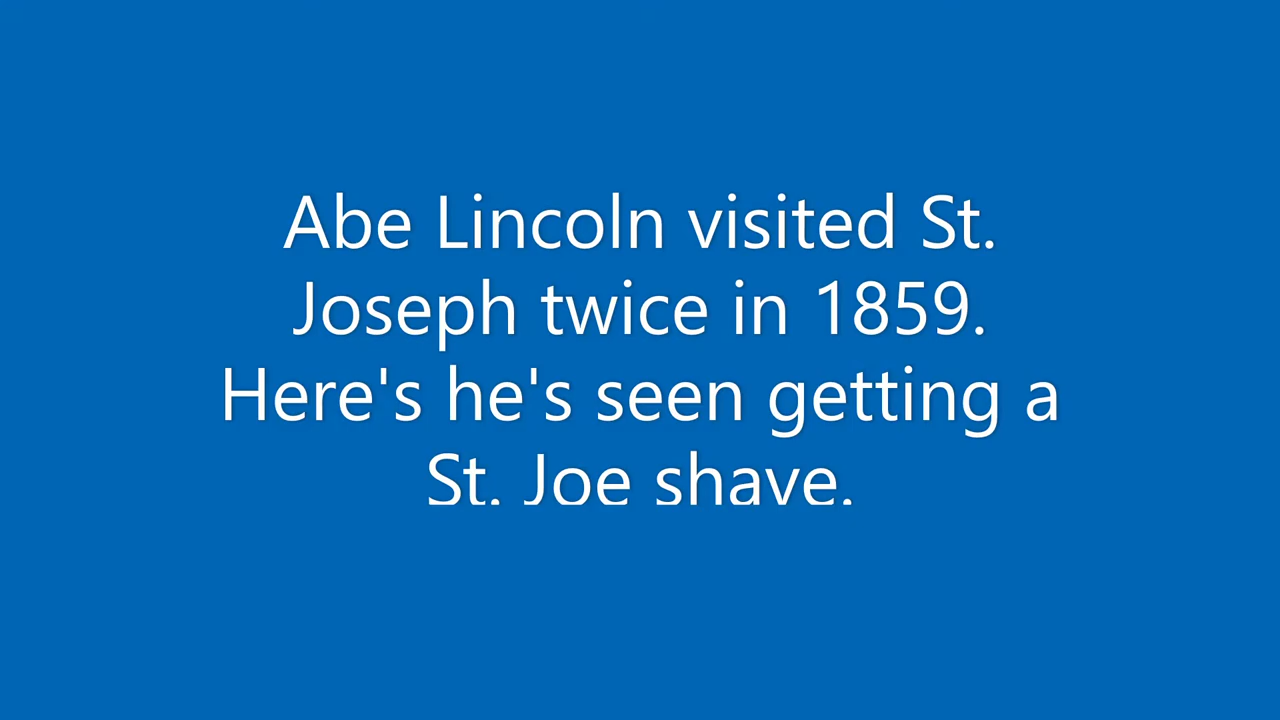 Abe Lincoln visited St.
Joseph twice in 1859.
Here's he's seen getting a
St. Joe shave.